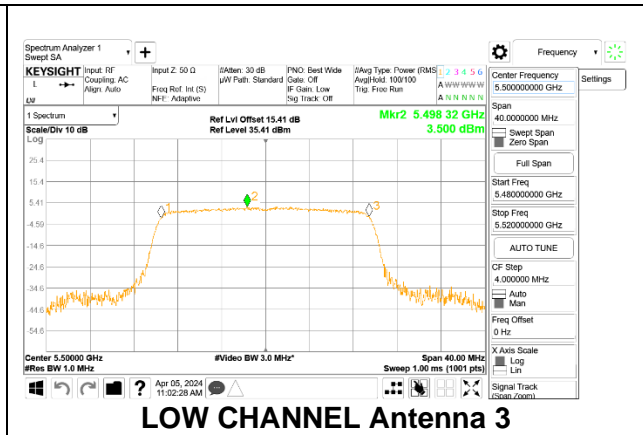 Spectrum Analyzer 1
Swept SA
+
Frequency
KEYSIGHT
L
LNI
Input: RF
Coupling: AC
Align: Auto
Input Z: 50 Ω
Freq Ref: Int (S)
NFE: Adaptive
#Atten: 30 dB
µW Path: Standard
PNO: Best Wide
Gate: Off
IF Gain: Low
Sig Track: Off
#Avg Type: Power (RMS
Avg|Hold: 100/100
Trig: Free Run
1 2 3 4 5 6
A W W W W W
A N N N N N
1 Spectrum
Scale/Div 10 dB
Log
Ref Lvl Offset 15.41 dB
Ref Level 35.41 dBm
Mkr2 5.498 32 GHz
3.500 dBm
25.4
15.4
5.41
-4.59
-14.6
-24.6
-34.6
-44.6
-54.6
1
2
3
Center 5.50000 GHz
#Res BW 1.0 MHz
#Video BW 3.0 MHz*
Span 40.00 MHz
Sweep 1.00 ms (1001 pts)
Center Frequency
5.500000000 GHz
Settings
Span
40.0000000 MHz
Swept Span
Zero Span
Full Span
Start Freq
5.480000000 GHz
Stop Freq
5.520000000 GHz
AUTO TUNE
CF Step
4.000000 MHz
Auto
Man
Freq Offset
0 Hz
X Axis Scale
Log
Lin
Signal Track
(Span Zoom)
?
Apr 05, 2024
11:02:28 AM
LOW CHANNEL Antenna 3